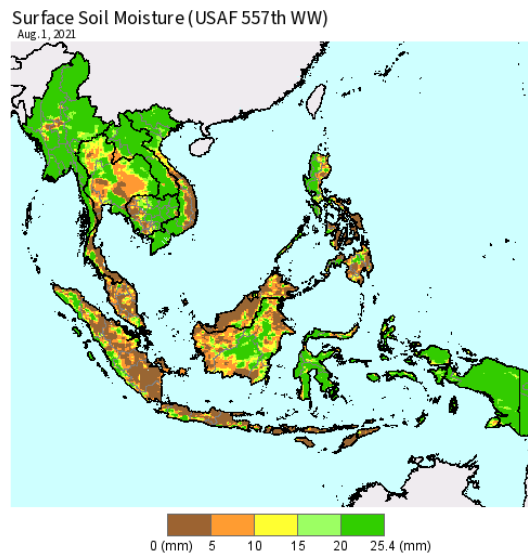 Surface Soil Moisture (USAF 557th WW)
Aug. 1, 2021
0 (mm) 5 10 15 20 25.4 (mm)